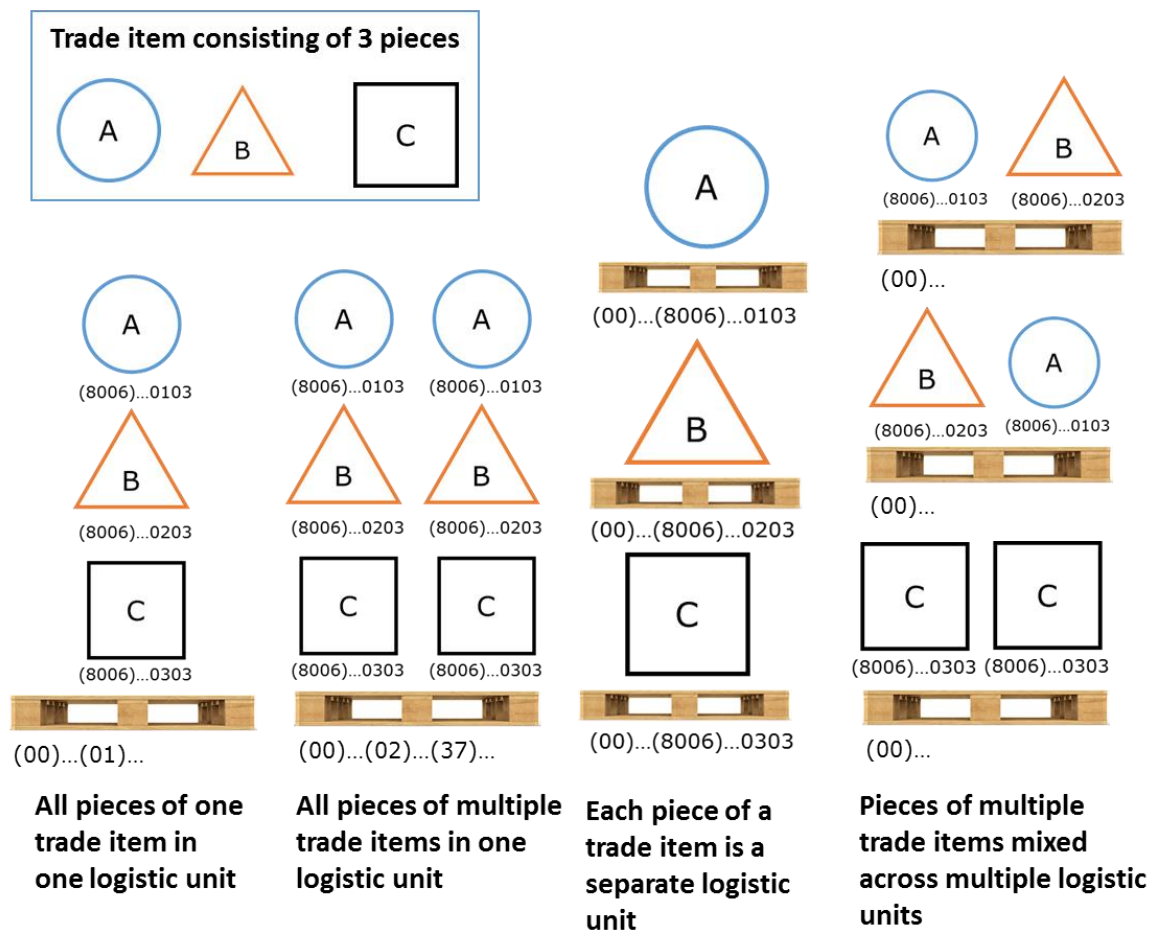 Trade item consisting of 3 pieces
A
B
C
A
(8006)...0103
B
(8006)...0203
C
(8006)...0303
(00)...(01)...
All pieces of one
trade item in
one logistic unit
A A
(8006)...0103 (8006)...0103
B B
(8006)...0203 (8006)...0203
C C
(8006)...0303 (8006)...0303
(00)...(02)...(37)...
All pieces of multiple
trade items in one
logistic unit
A
(00)...(8006)...0103
B
(00)...(8006)...0203
C
(00)...(8006)...0303
Each piece of a
trade item is a
separate logistic
unit
A B
(8006)...0103 (8006)...0203
(00)...
B A
(8006)...0203 (8006)...0103
(00)...
C C
(8006)...0303 (8006)...0303
(00)...
Pieces of multiple
trade items mixed
across multiple logistic
units